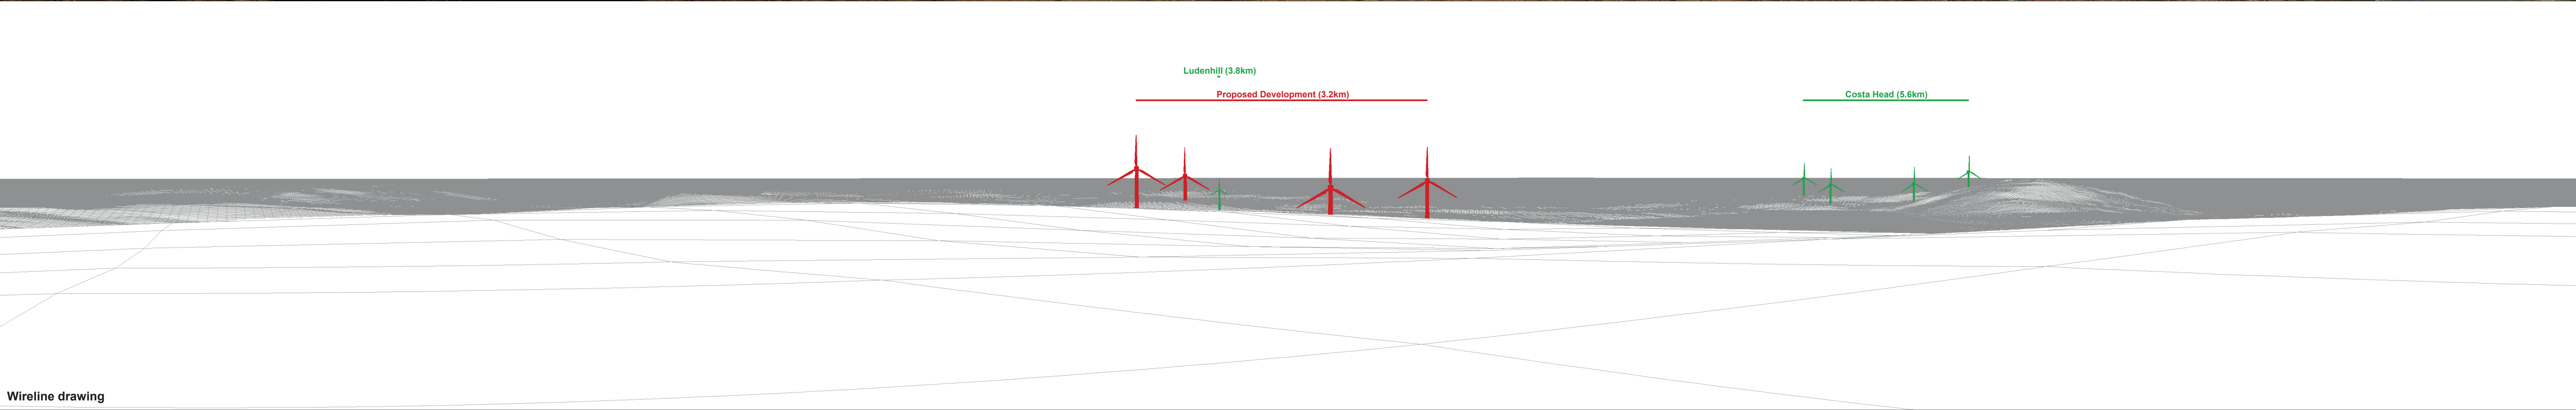 Ludenhill (3.8km)
Proposed Development (3.2km)
Costa Head (5.6km)
Wireline drawing